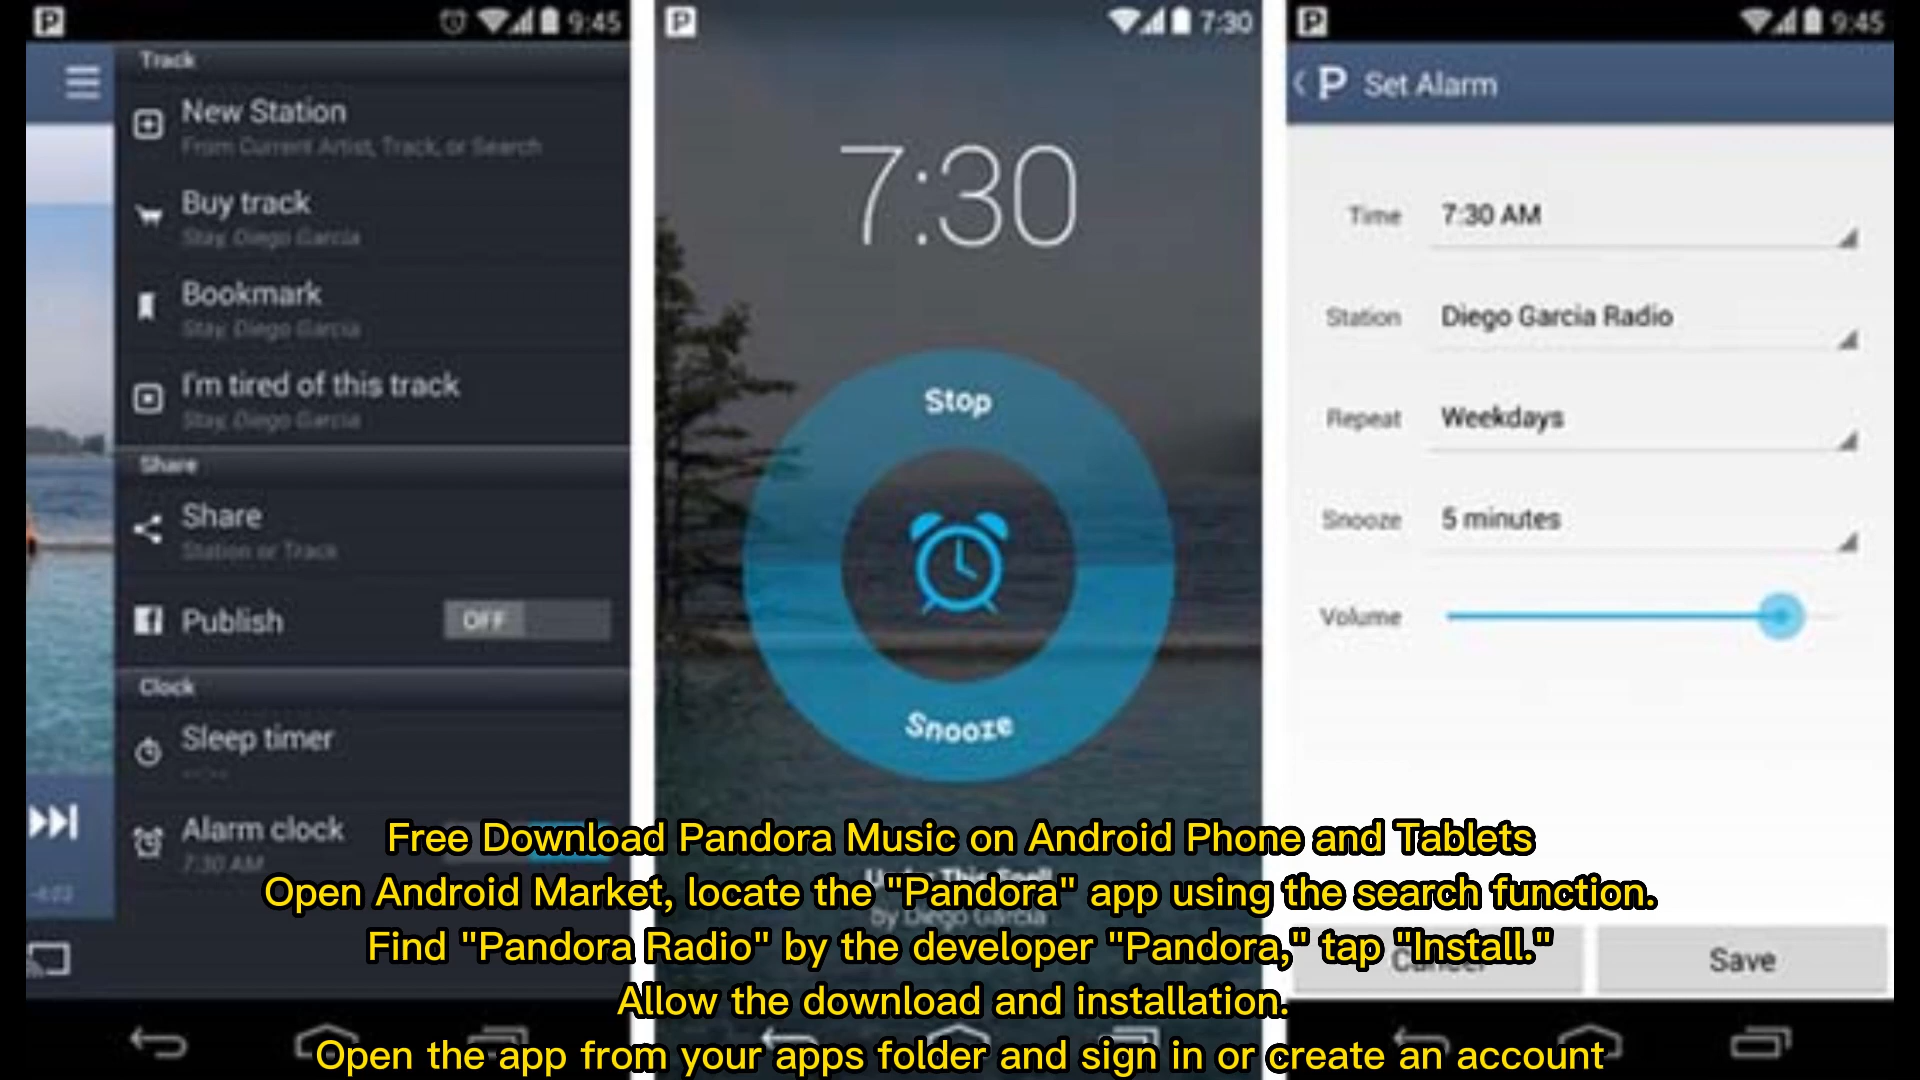 9:45
Track
New Station
From Current Artist, Track, or Search
Buy track
Stay, Diego Garcia
Bookmark
Stay, Diego Garcia
I'm tired of this track
Stay, Diego Garcia
Share
Share
Station or Track
Publish
OFF
Clock
Sleep timer
Alarm clock
7:30 AM
-4:02
7:30
7:30
Stop
Snooze
by Diego Garcia
9:45
P Set Alarm
Time 7:30 AM
Station Diego Garcia Radio
Repeat Weekdays
Snooze 5 minutes
Volume
Cancel Save
Free Download Pandora Music on Android Phone and Tablets
Open Android Market, locate the "Pandora" app using the search function.
Find "Pandora Radio" by the developer "Pandora," tap "Install."
Allow the download and installation.
Open the app from your apps folder and sign in or create an account